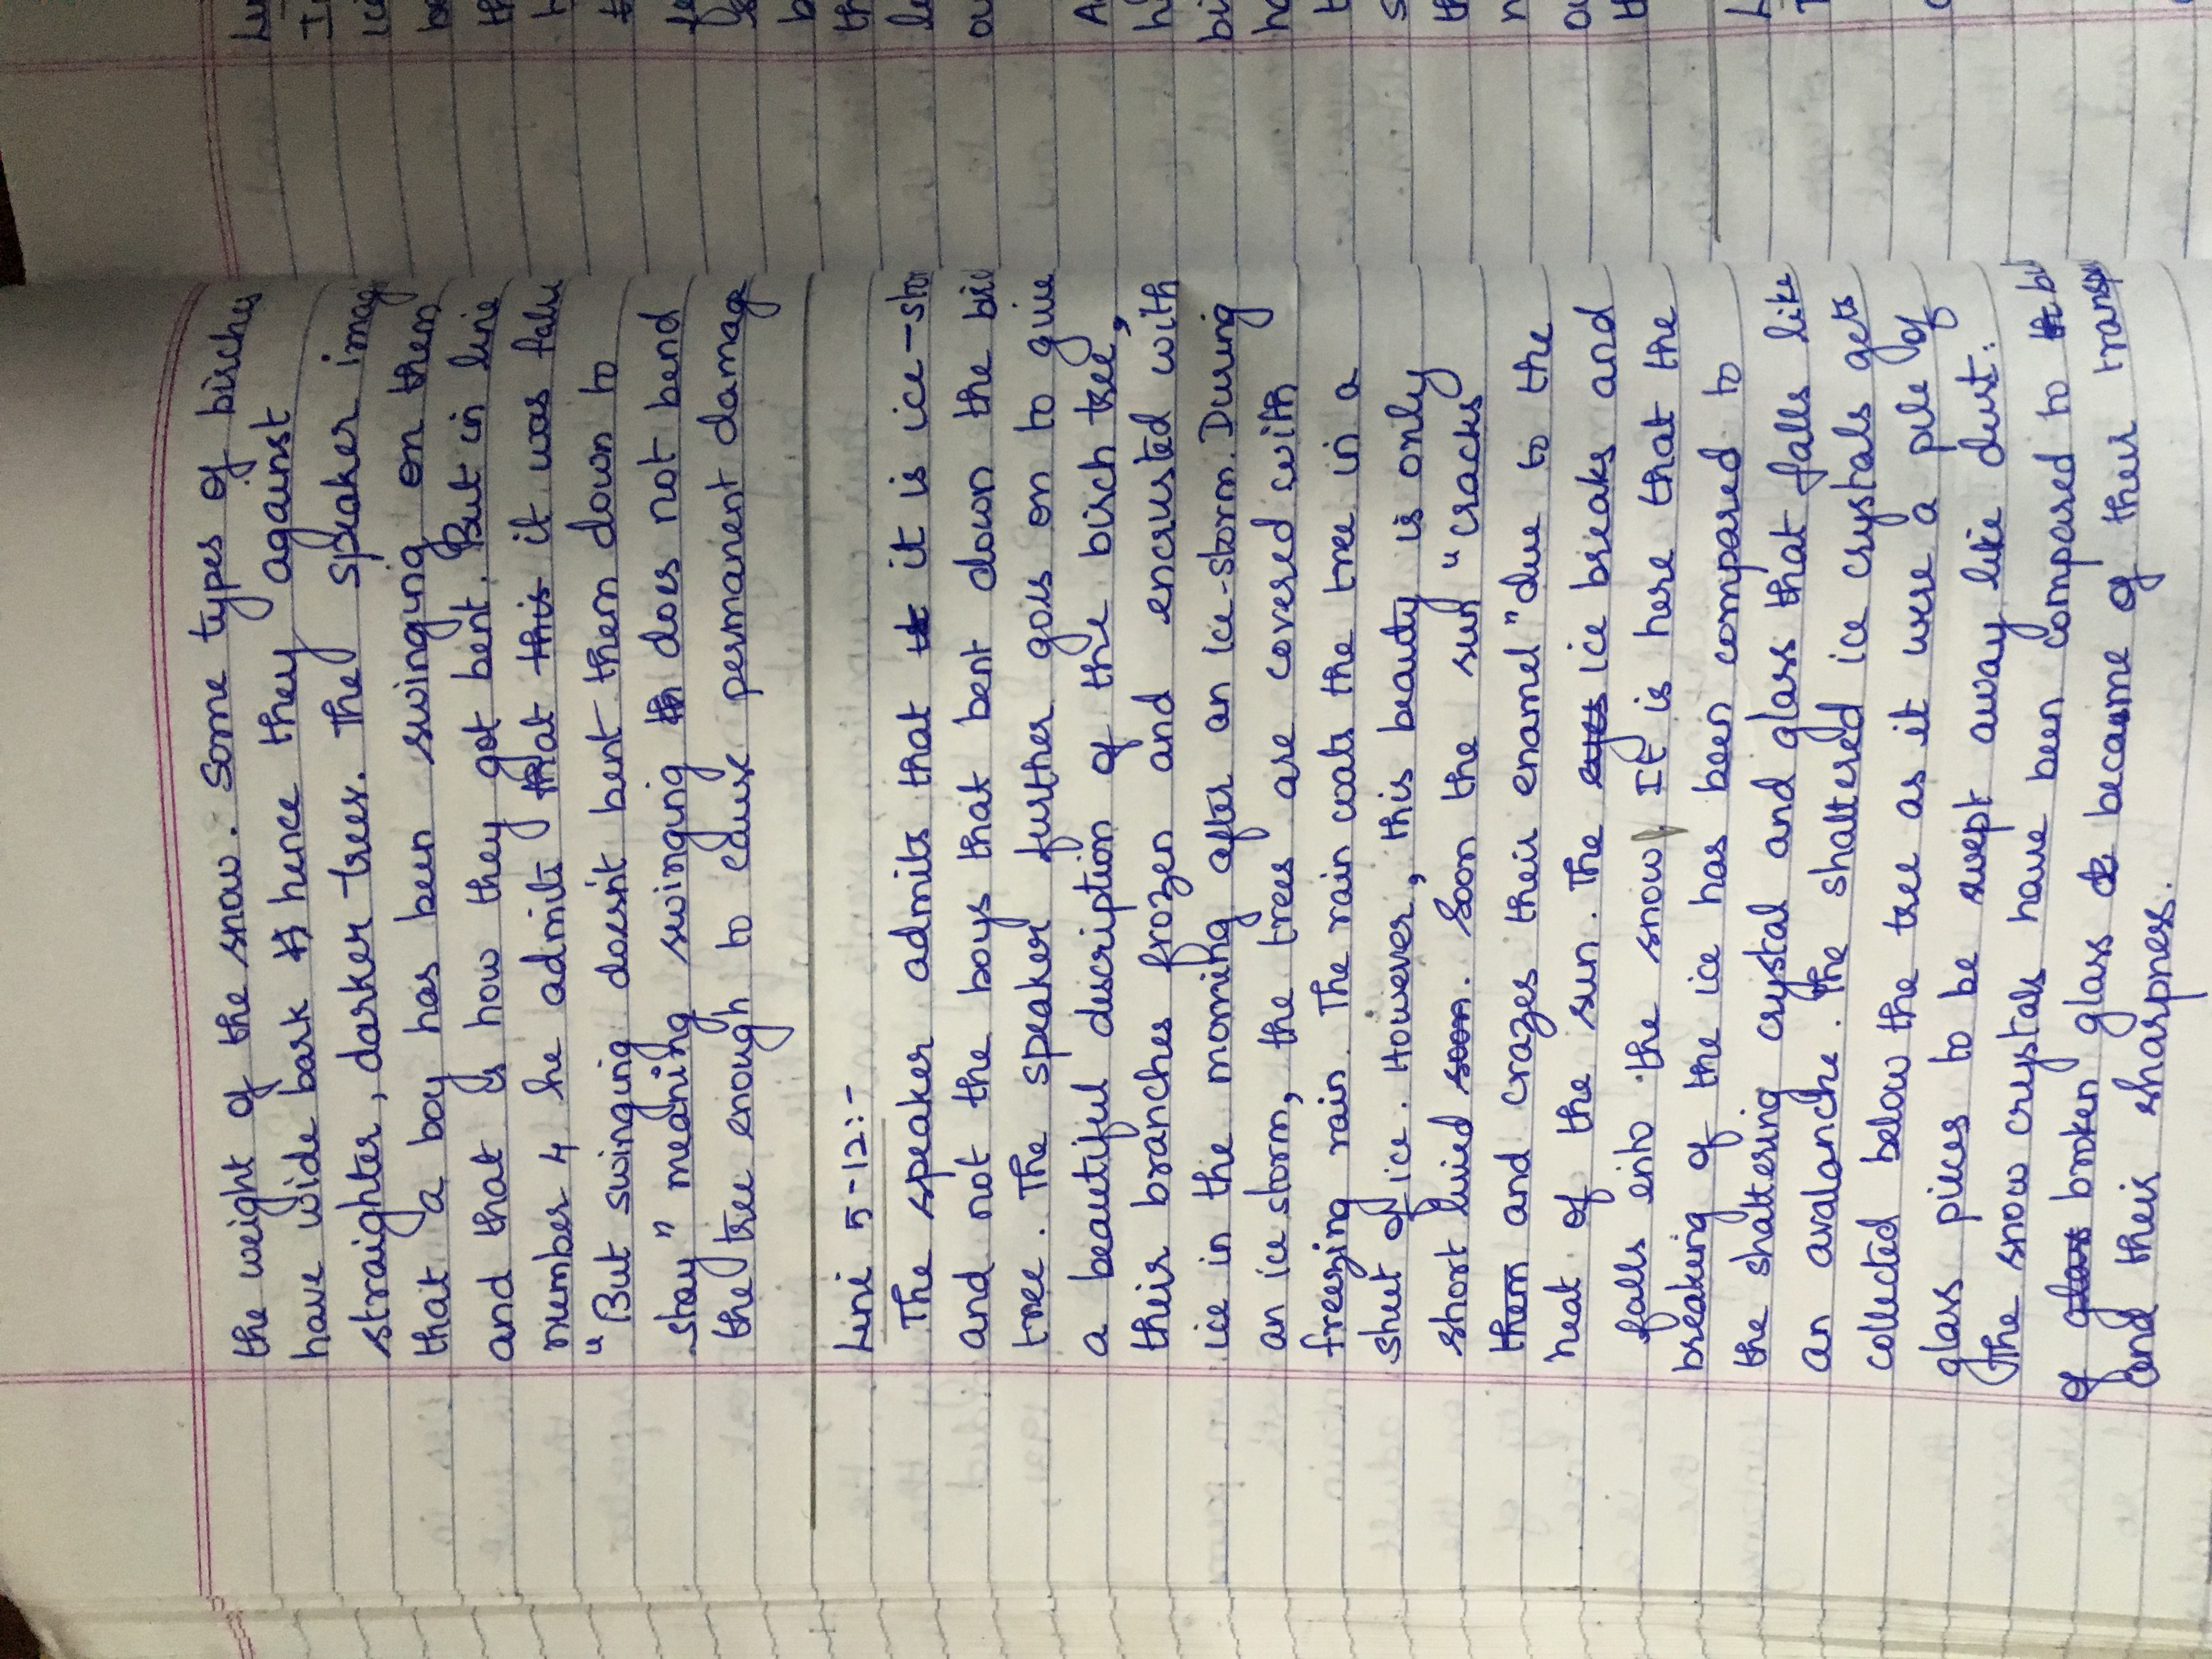 the weight of the snow. Some types of birches
have wide bark hence they against
straighter, darker trees. The speaker imag
that a boy has been swinging on them
and that is how they got bent. But in line
number 4 he admits that this it was false
"But swinging doesn't bent them down to
stay" meaning swinging does not bend
the tree enough to cause permanent damage
Line 5-12:-
The speaker admits that it is ice-stor
and not the boys that bent down the bir
tree. The speaker further goes on to give
a beautiful description of the birch tree,
their branches frozen and encrusted with
ice in the morning after an ice-storm. During
an ice storm, the trees are covered with
freezing rain. The rain coats the tree in a
sheet of ice. However, this beauty is only
short lived soon. Soon the sun "cracks
them and crazes their enamel" due to the
heat of the sun. The eyes ice breaks and
falls into the snow. It is here that the
breaking of the ice has been compared to
the shattering crystal and glass that falls like
an avalanche. The shattered ice crystals gets
collected below the tree as it were a pile of
glass pieces to be swept away like dust.
The snow crystals have been compared to
of glass broken glass because of their transp
and their sharpness.